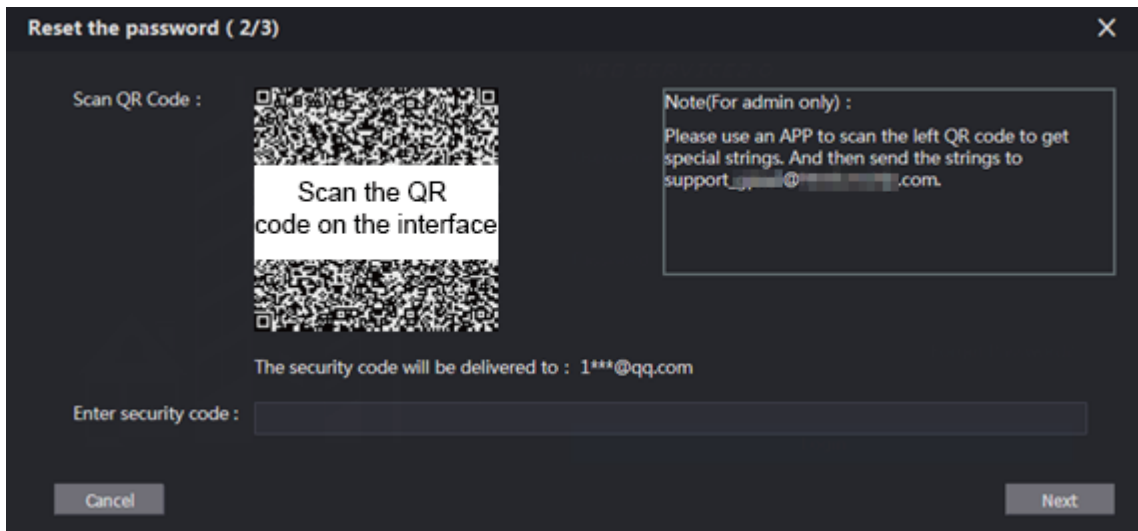 Reset the password ( 2/3)
Scan QR Code :
Scan the QR
code on the interface
Note(For admin only) :
Please use an APP to scan the left QR code to get
special strings. And then send the strings to
support_ @ .com.
The security code will be delivered to : 1***@qq.com
Enter security code :
Cancel
Next